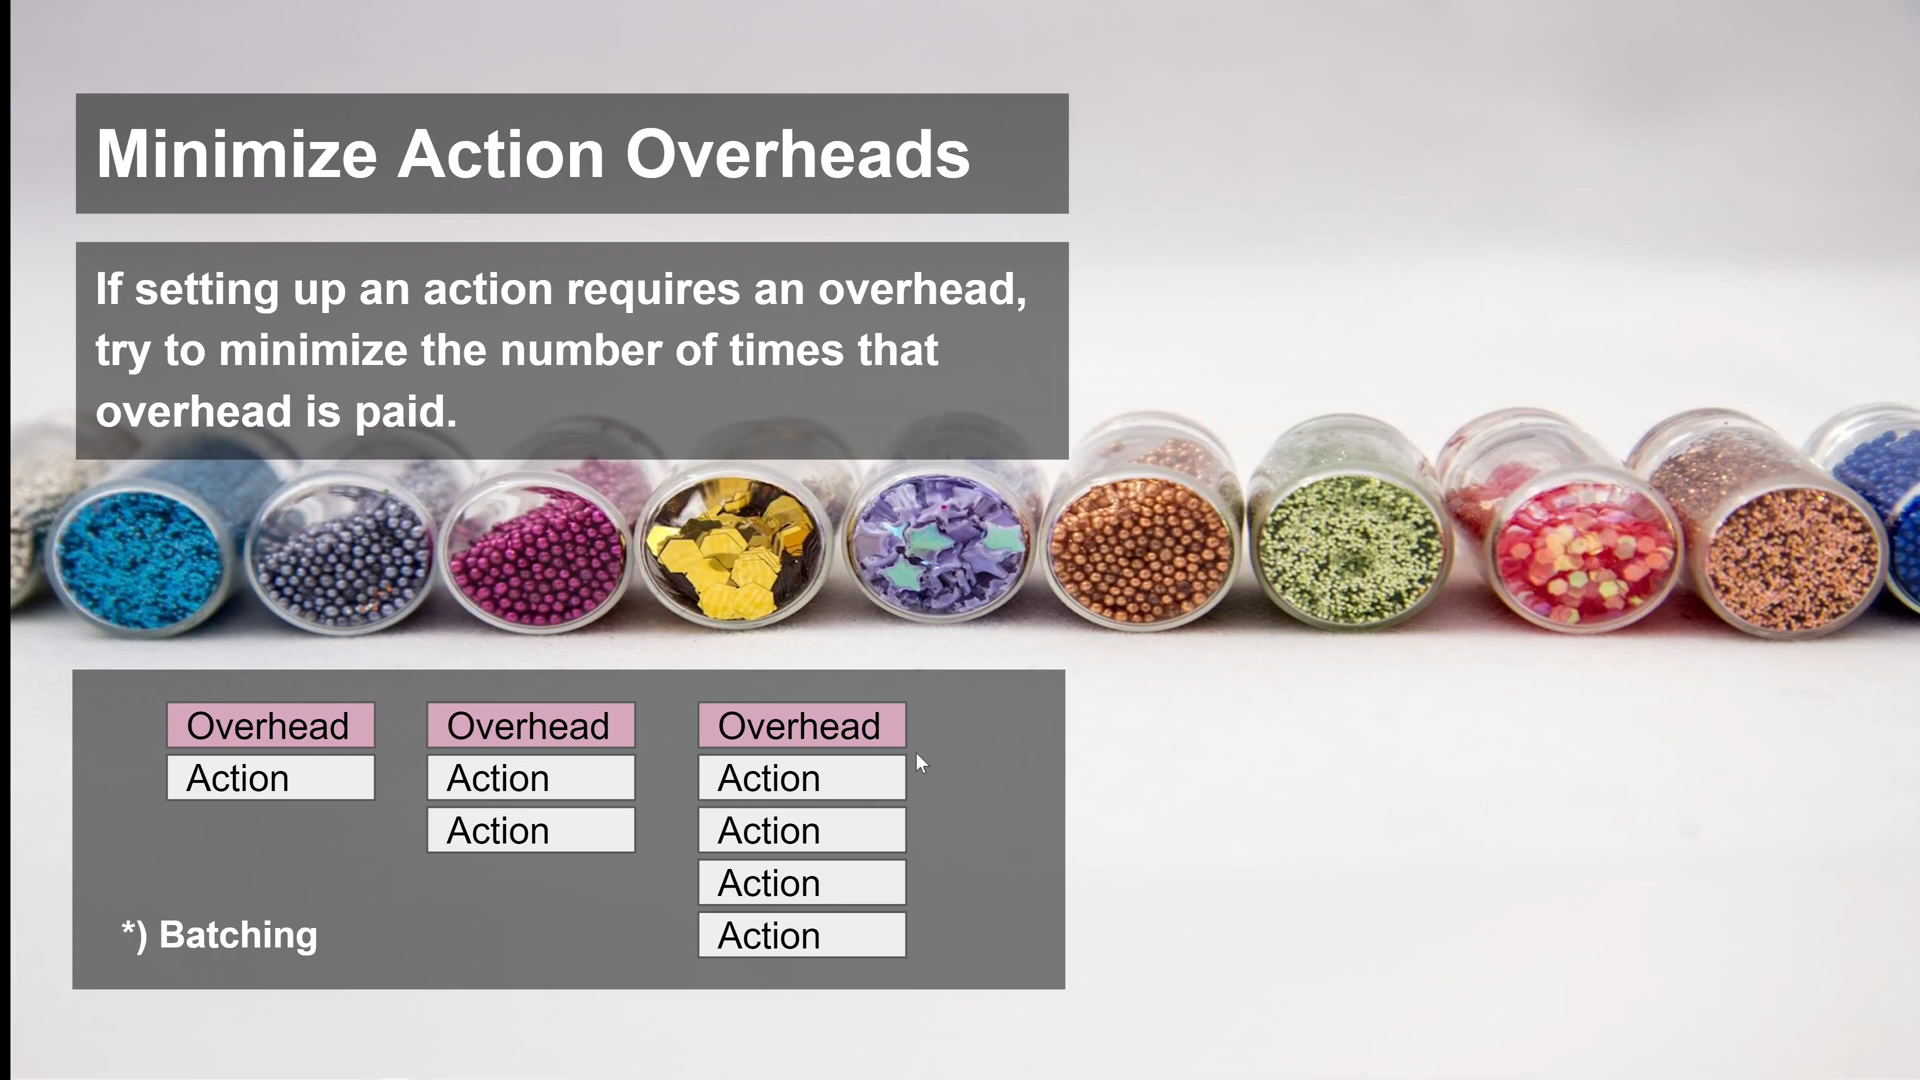 Minimize Action Overheads
If setting up an action requires an overhead,
try to minimize the number of times that
overhead is paid.
Overhead
Action
Overhead
Action
Action
Overhead
Action
Action
Action
Action
*) Batching